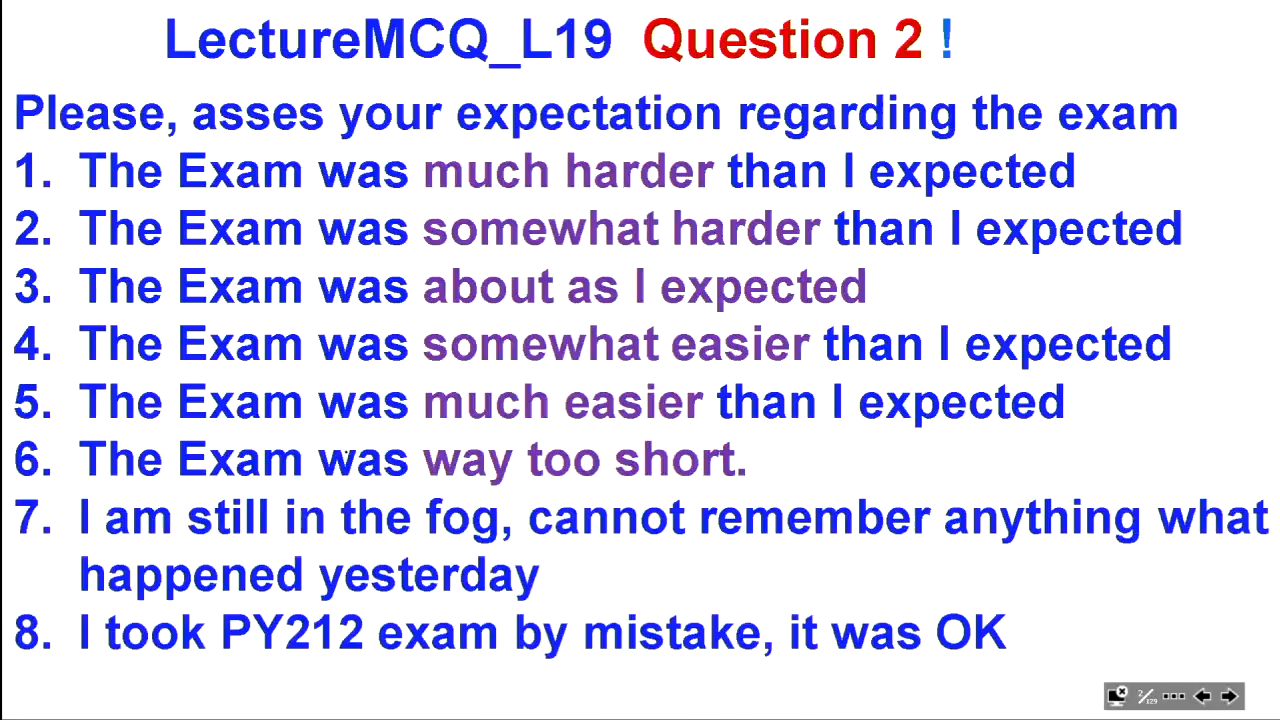 LectureMCQ_L19 Question 2 !
Please, asses your expectation regarding the exam
1. The Exam was much harder than I expected
2. The Exam was somewhat harder than I expected
3. The Exam was about as I expected
4. The Exam was somewhat easier than I expected
5. The Exam was much easier than I expected
6. The Exam was way too short.
7. I am still in the fog, cannot remember anything what
happened yesterday
8. I took PY212 exam by mistake, it was OK
2/129